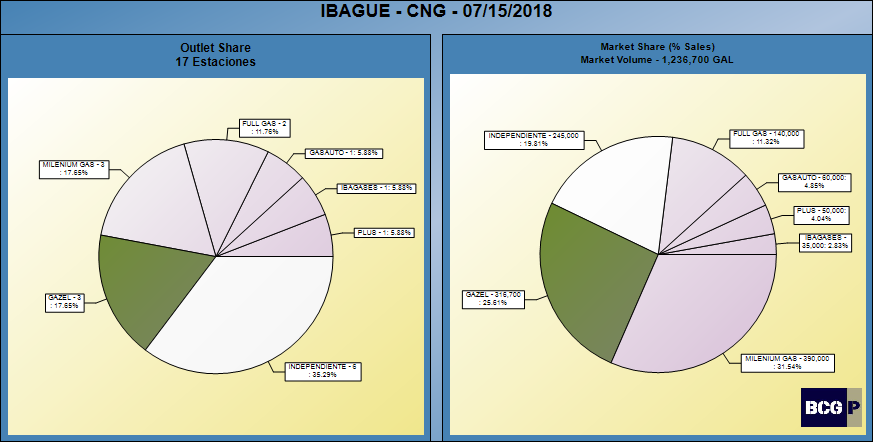 IBAGUE - CNG - 07/15/2018
Outlet Share
17 Estaciones
FULL GAS - 2
: 11.76%
GASAUTO - 1: 5.88%
MILENIUM GAS - 3
: 17.65%
IBAGASES - 1: 5.88%
PLUS - 1: 5.88%
GAZEL - 3
: 17.65%
INDEPENDIENTE - 6
: 35.29%
Market Share (% Sales)
Market Volume - 1,236,700 GAL
INDEPENDIENTE - 245,000
: 19.81%
FULL GAS - 140,000
: 11.32%
GASAUTO - 60,000:
4.85%
PLUS - 50,000:
4.04%
IBAGASES -
35,000: 2.83%
GAZEL - 316,700
: 25.61%
MILENIUM GAS - 390,000
: 31.54%
BCGP